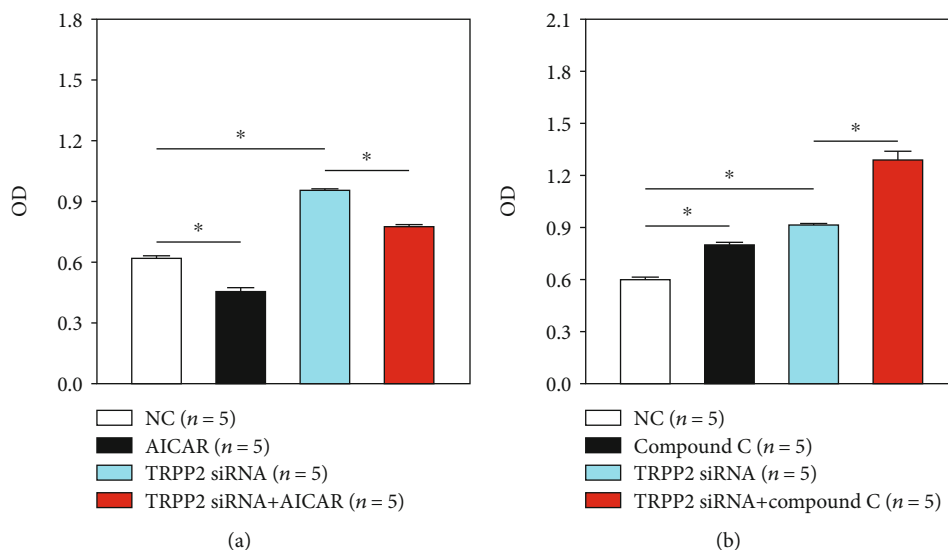 1.8
1.5
1.2
0.9
0.6
0.3
0.0
OD
*
*
*
NC (n = 5)
AICAR (n = 5)
TRPP2 siRNA (n = 5)
TRPP2 siRNA+AICAR (n = 5)
(a)
2.1
1.8
1.5
1.2
0.9
0.6
0.3
0.0
OD
*
*
*
NC (n = 5)
Compound C (n = 5)
TRPP2 siRNA (n = 5)
TRPP2 siRNA+compound C (n = 5)
(b)